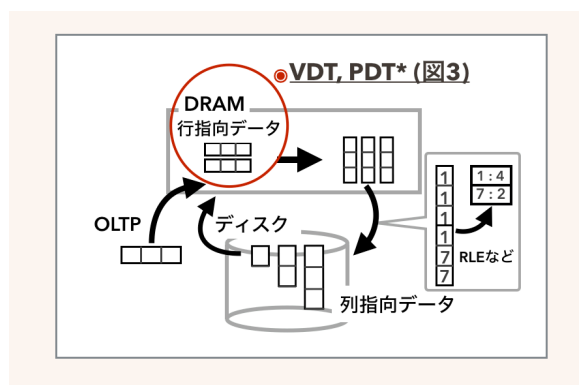 ◉VDT, PDT* (図3)
DRAM
行指向データ
OLTP
ディスク
列指向データ
1
1
1
1
7
7
1:4
7:2
RLEなど